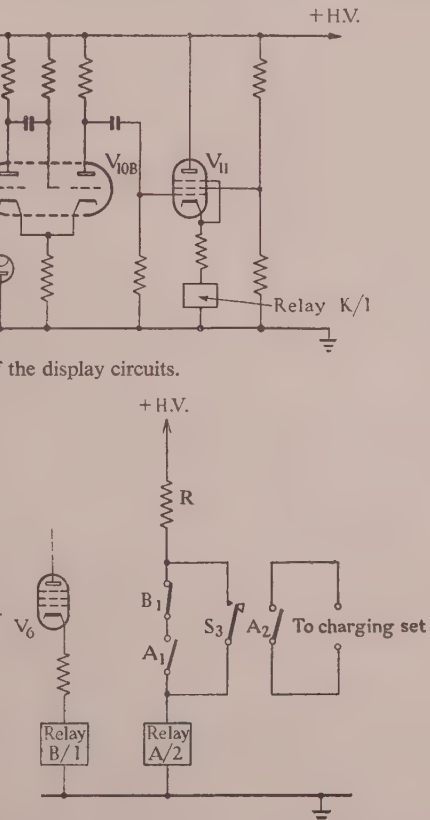 +H.V.
V10B
V11
Relay K/1
the display circuits.
+H.V.
R
V6
B1
A1
S3
A2
To charging set
Relay
B/1
Relay
A/2